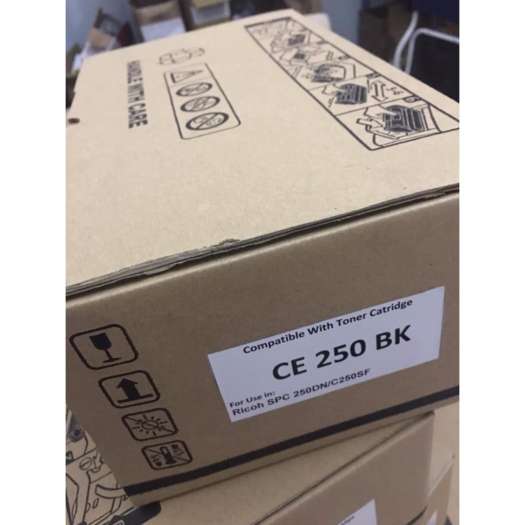 HANDLE WITH CARE
Compatible With Toner Catridge
CE 250 BK
For Use in:
Ricoh SPC 250DN/C250SF